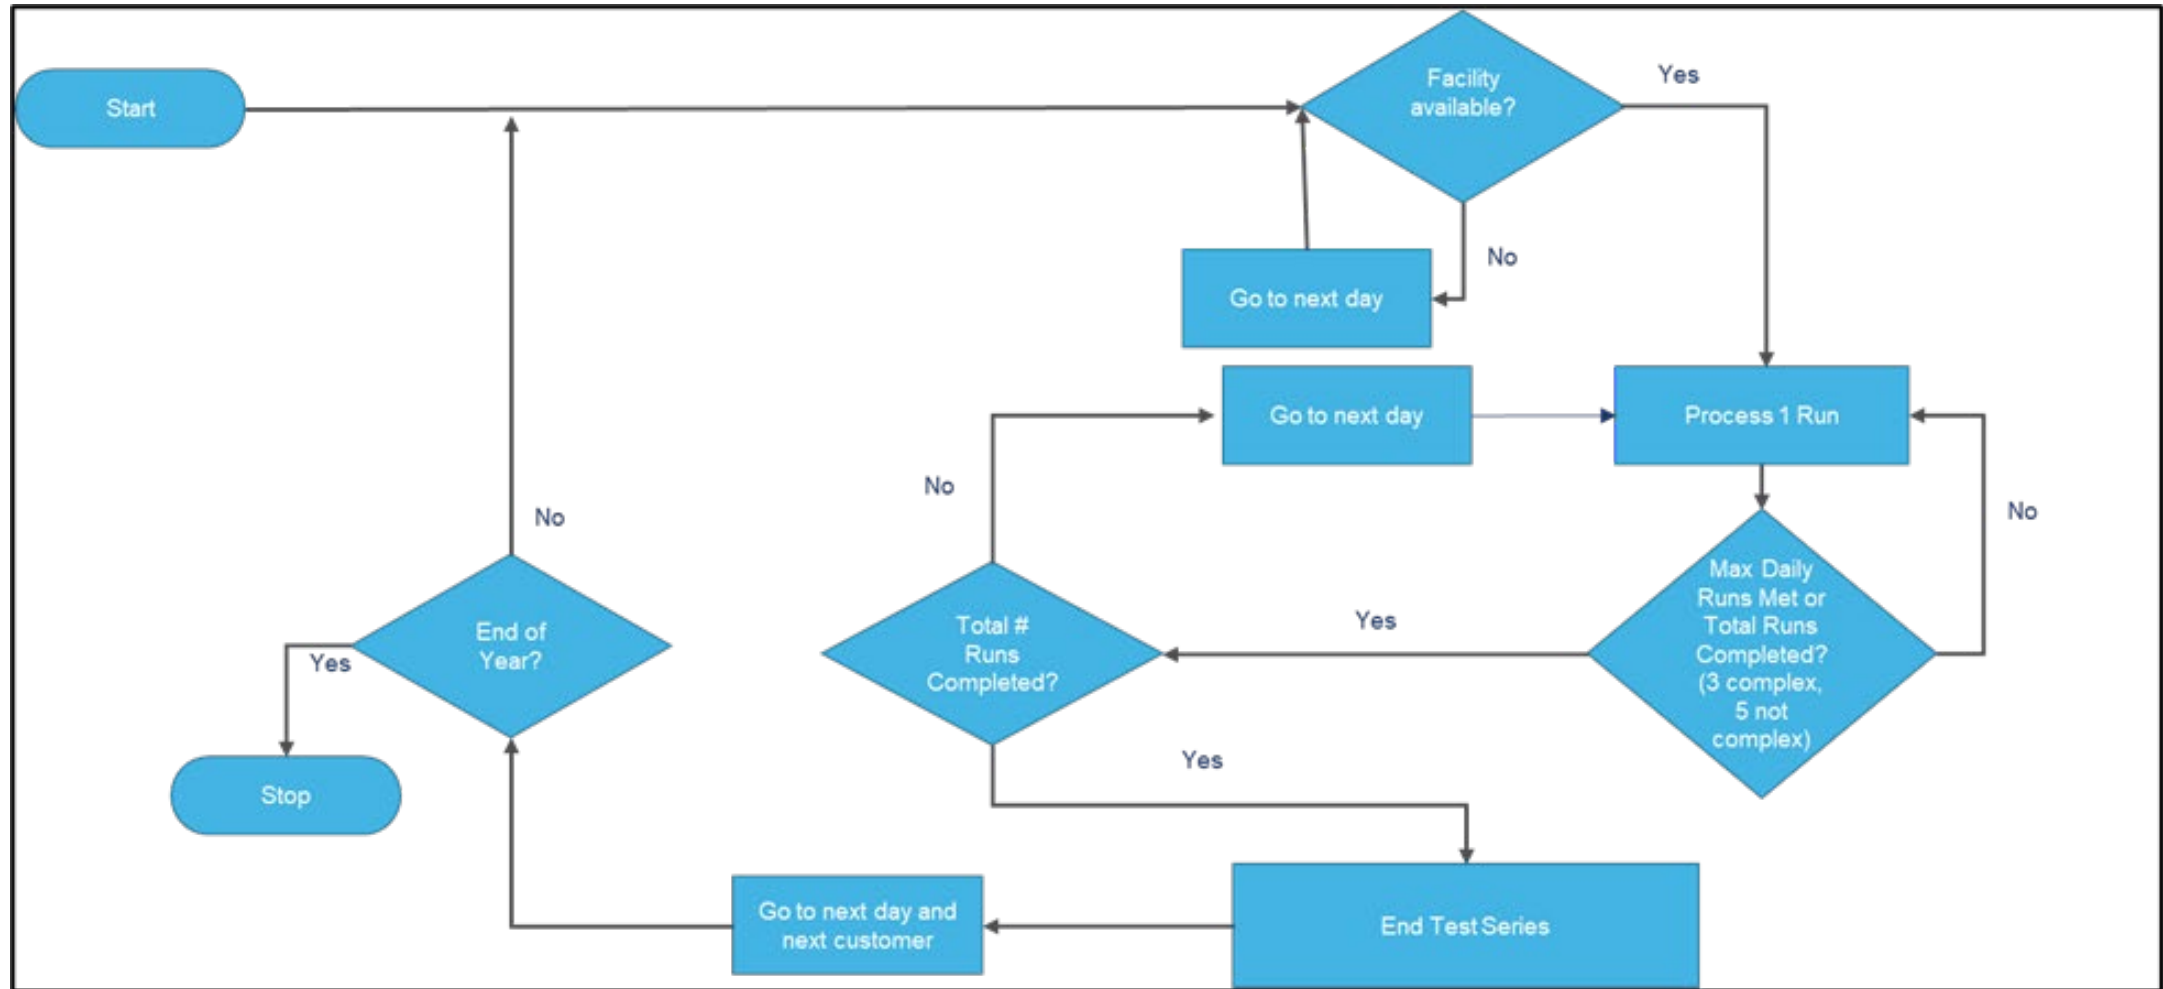 Start
Facility
available?
Yes
No
Go to next day
Go to next day
Process 1 Run
No
No
No
Max Daily
Runs Met or
Total Runs
Completed?
(3 complex,
5 not
complex)
Yes
Total #
Runs
Completed?
End of
Year?
Yes
Stop
Yes
Go to next day and
next customer
End Test Series